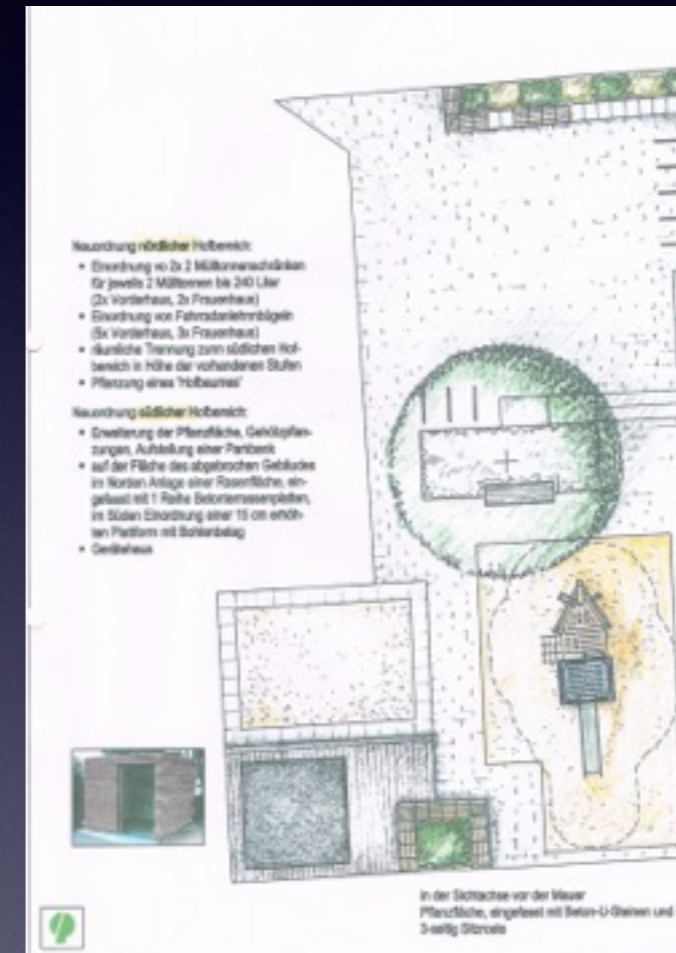 Neuordnung nördlicher Hofbereich:
• Einordnung vo 2x 2 Mülltonnenschränken
für jeweils 2 Mülltonnen bis 240 Liter
(2x Vorderhaus, 2x Frauenhaus)
• Einordnung von Fahrradanlehnbügeln
(5x Vorderhaus, 3x Frauenhaus)
• räumliche Trennung zum südlichen Hof-
bereich in Höhe der vorhandenen Stufen
• Pflanzung eines 'Hofbaumes'
Neuordnung südlicher Hofbereich:
• Erweiterung der Pflanzfläche, Gehölzpflan-
zungen, Aufstellung einer Parkbank
• auf der Fläche des abgebrochen Gebäudes
im Norden Anlage einer Rasenfläche, ein-
gefasst mit 1 Reihe Betonterrassenplatten,
im Süden Einordnung einer 15 cm erhöh-
ten Plattform mit Bohlenbelag
• Gerätehaus
in der Sichtachse vor der Mauer
Pflanzfläche, eingefasst mit Beton-U-Steinen und
3-seitig Sitzroste